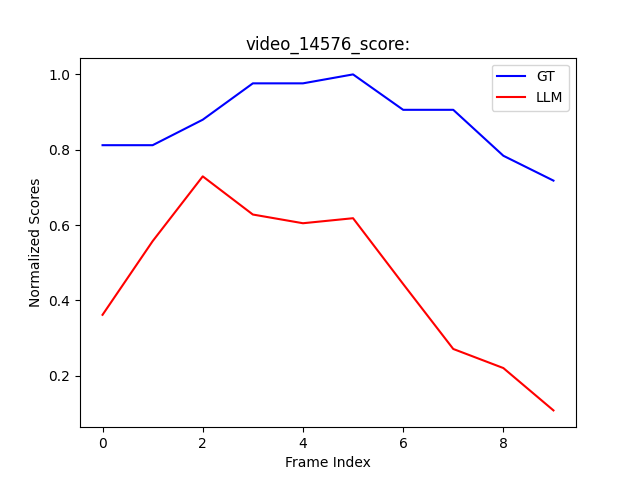 video_14576_score:
GT
LLM
Normalized Scores
1.0
0.8
0.6
0.4
0.2
0 2 4 6 8
Frame Index